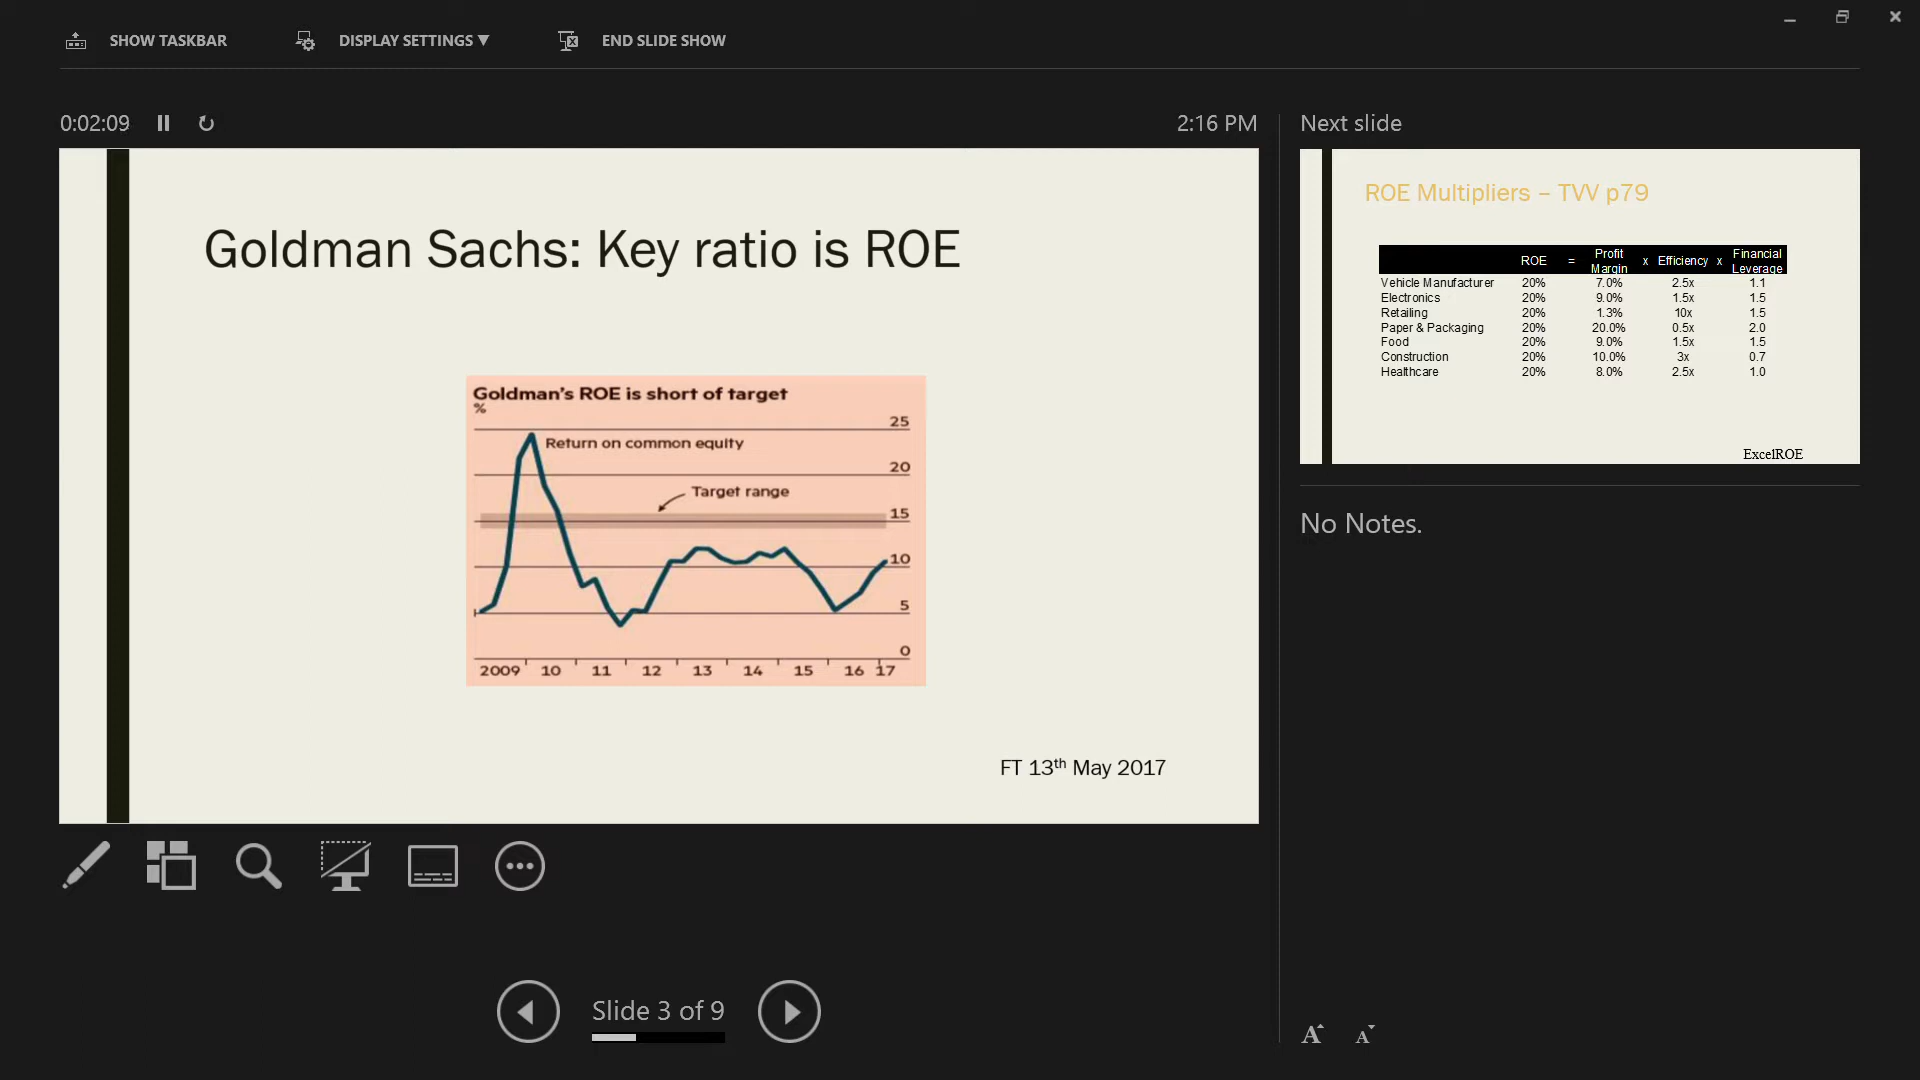 SHOW TASKBAR
DISPLAY SETTINGS ▼
END SLIDE SHOW
0:02:09
2:16 PM
Goldman Sachs: Key ratio is ROE
Goldman's ROE is short of target
%
25
Return on common equity
20
Target range
15
10
5
0
2009 10 11 12 13 14 15 16 17
FT 13th May 2017
Slide 3 of 9
Next slide
ROE Multipliers – TVV p79
ROE = Profit Margin x Efficiency x Financial Leverage
Vehicle Manufacturer 20% 7.0% 2.5x 1.1
Electronics 20% 9.0% 1.5x 1.5
Retailing 20% 1.3% 10x 1.5
Paper & Packaging 20% 20.0% 0.5x 2.0
Food 20% 9.0% 1.5x 1.5
Construction 20% 10.0% 3x 0.7
Healthcare 20% 8.0% 2.5x 1.0
ExcelROE
No Notes.
A A